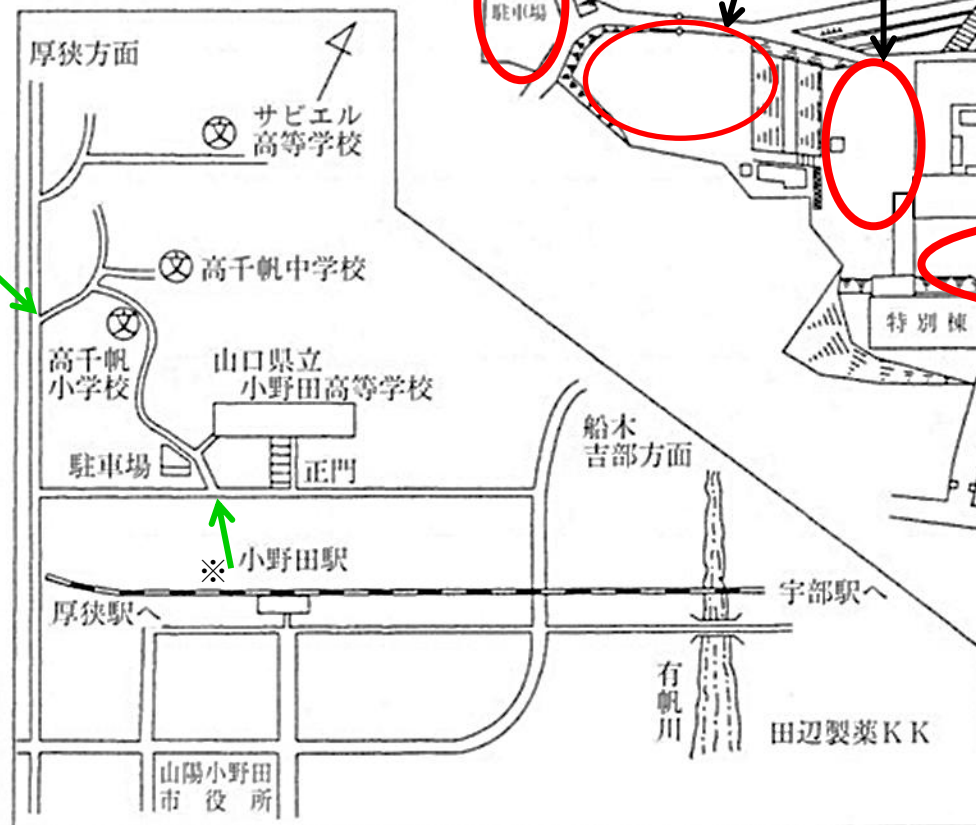 駐車場
厚狭方面
サビエル
高等学校
文
文
高千帆中学校
文
高千帆
小学校
山口県立
小野田高等学校
駐車場
正門
船木
吉部方面
特別棟
※
小野田駅
厚狭駅へ
宇部駅へ
有帆川
田辺製薬KK
山陽小野田
市役所